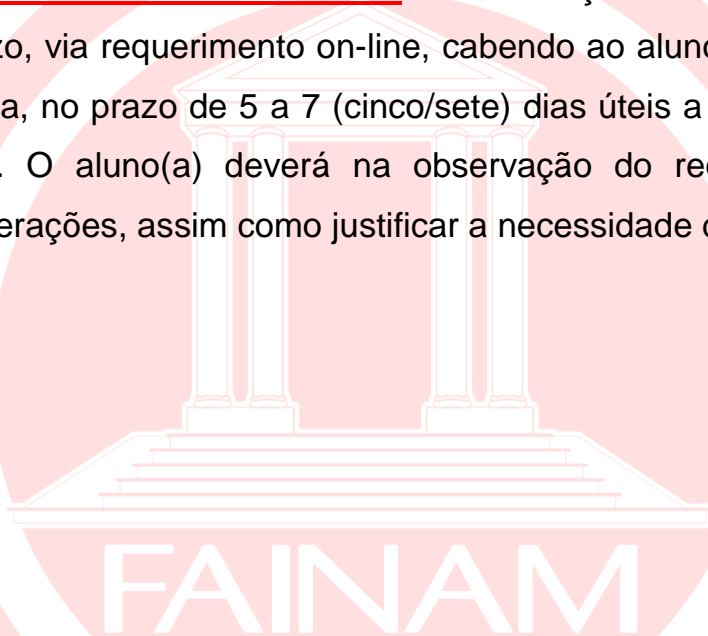 zo, via requerimento on-line, cabendo ao aluno
a, no prazo de 5 a 7 (cinco/sete) dias úteis a
. O aluno(a) deverá na observação do re
erações, assim como justificar a necessidade
FAINAM